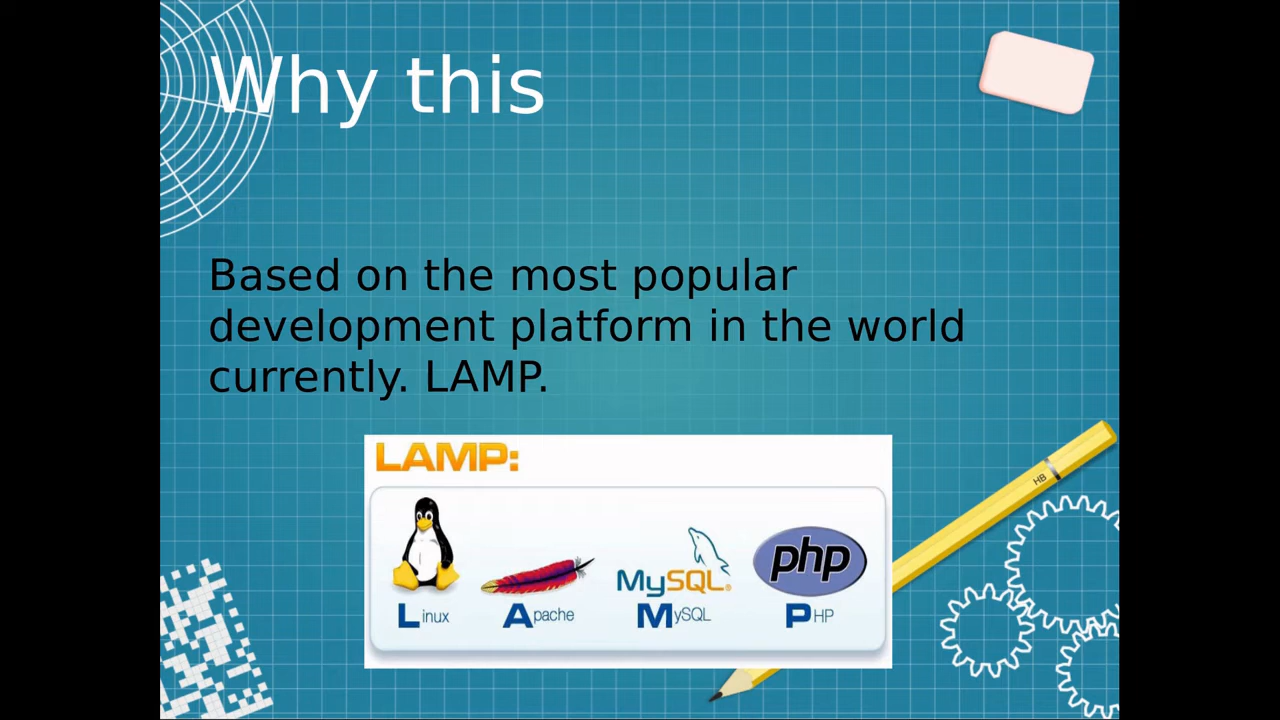 Why this
Based on the most popular
development platform in the world
currently. LAMP.
LAMP:
MySQL®
php
Linux Apache MySQL PHP
HB